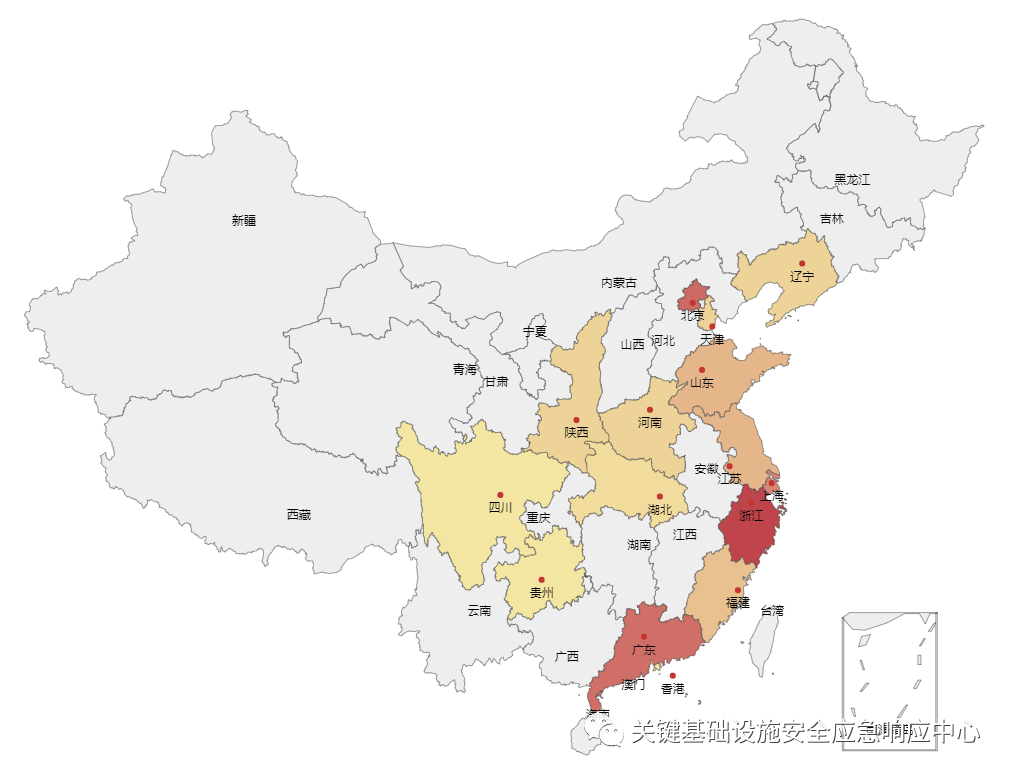 黑龙江
吉林
新疆
辽宁
内蒙古
北京
宁夏
天津
山西
河北
青海
甘肃
山东
河南
陕西
安徽
江苏
上海
四川
湖北
浙江
重庆
西藏
江西
湖南
贵州
福建
云南
台湾
广东
广西
澳门
香港
海南
关键基础设施安全应急响应中心